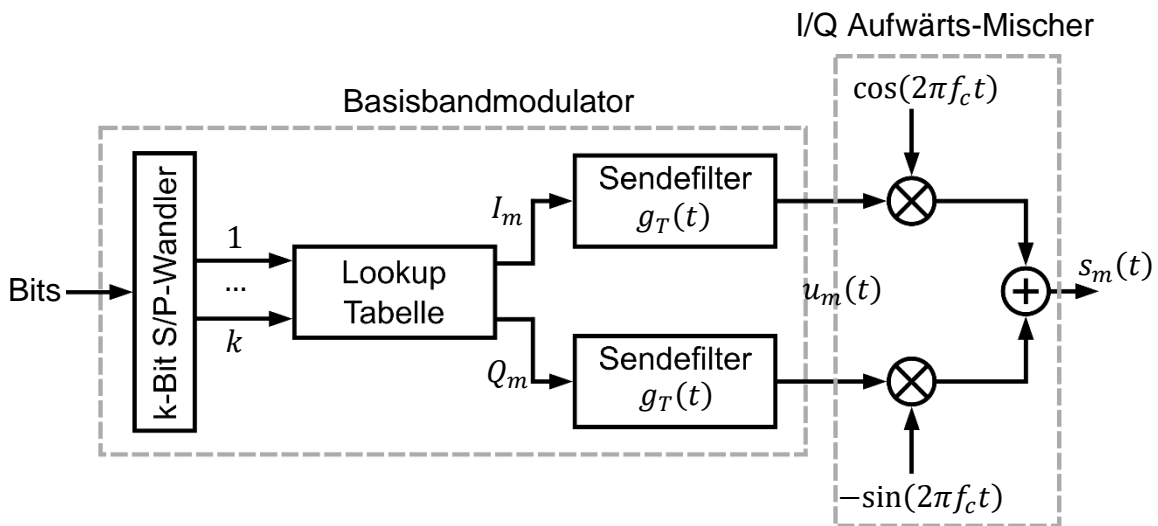 I/Q Aufwärts-Mischer
cos(2πf_c t)
Basisbandmodulator
k-Bit S/P-Wandler
Sendefilter
g_T(t)
I_m
1
Bits
...
Lookup
Tabelle
u_m(t)
s_m(t)
k
Q_m
Sendefilter
g_T(t)
−sin(2πf_c t)